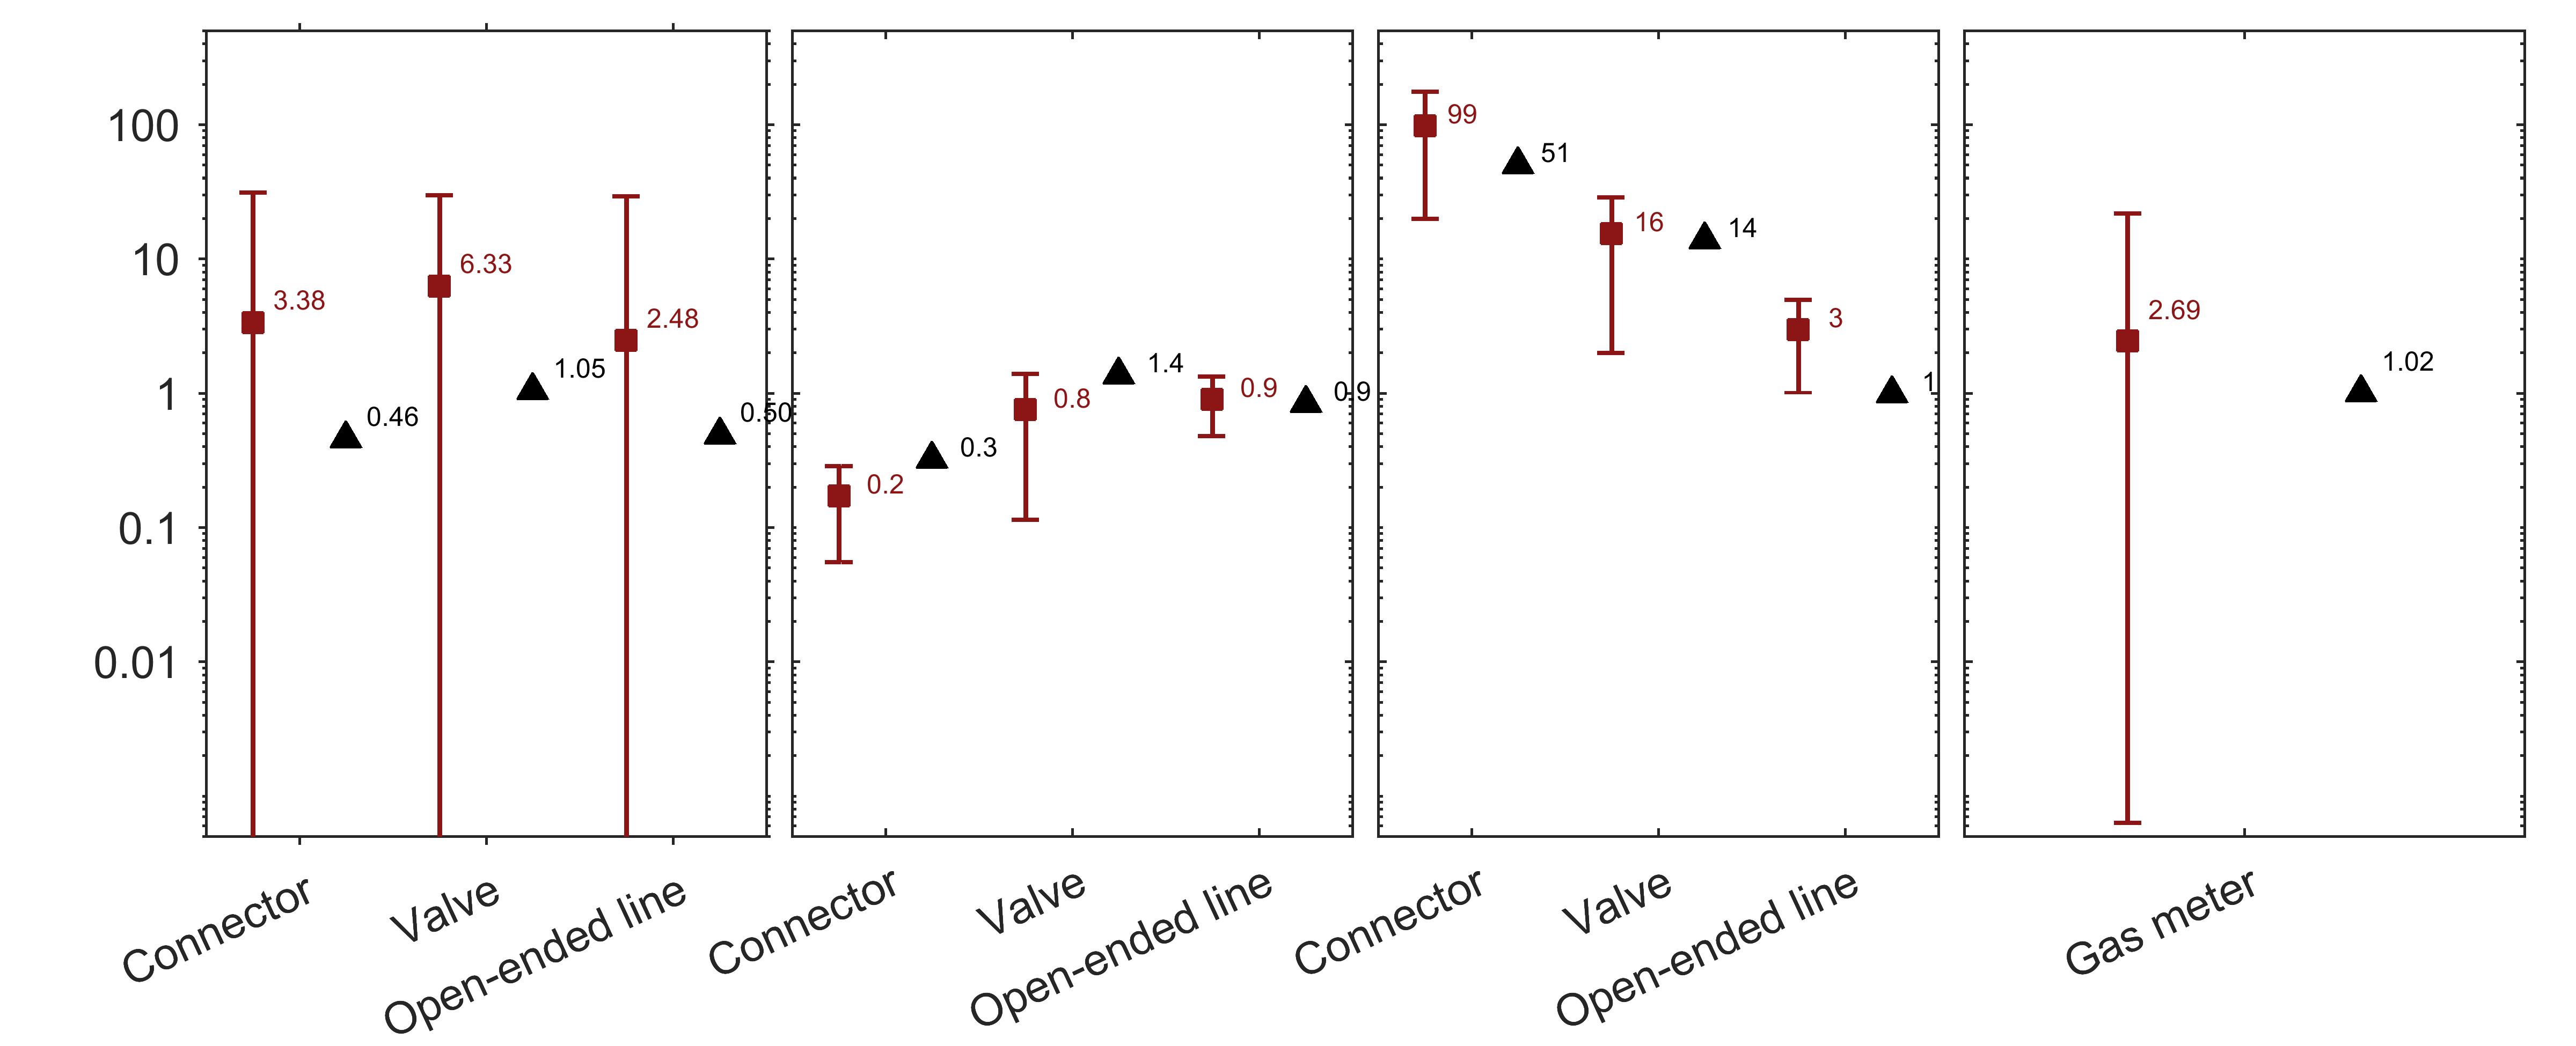 100
10
1
0.1
0.01
3.38
0.46
6.33
1.05
2.48
0.50
0.2
0.3
0.8
1.4
0.9
0.9
99
51
16
14
3
1
2.69
1.02
Connector
Valve
Open-ended line
Connector
Valve
Open-ended line
Connector
Valve
Open-ended line
Gas meter